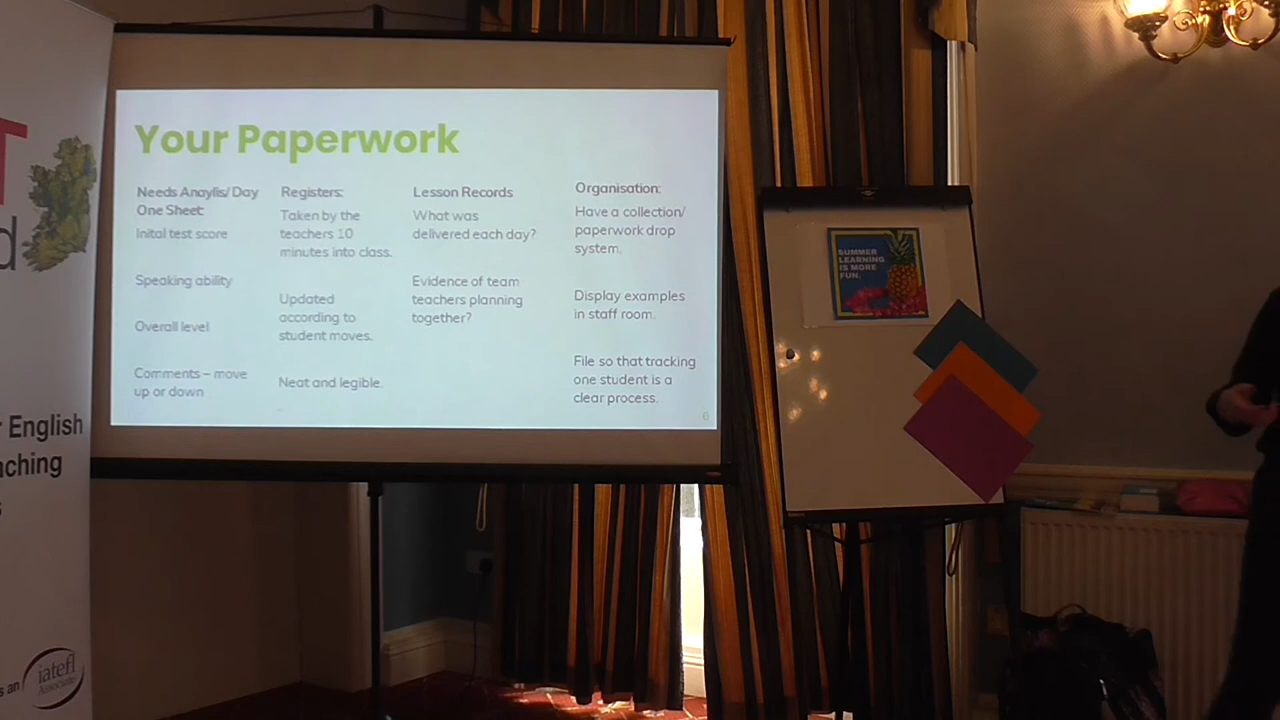 T
d
r English
aching
s
s an
iatefl
Associate
Your Paperwork
Needs Anaylis/ Day
One Sheet:
Inital test score
Speaking ability
Overall level
Comments – move
up or down
Registers:
Taken by the
teachers 10
minutes into class.
Updated
according to
student moves.
Neat and legible.
Lesson Records
What was
delivered each day?
Evidence of team
teachers planning
together?
Organisation:
Have a collection/
paperwork drop
system.
Display examples
in staff room.
File so that tracking
one student is a
clear process.
6
SUMMER
LEARNING
IS MORE
FUN.